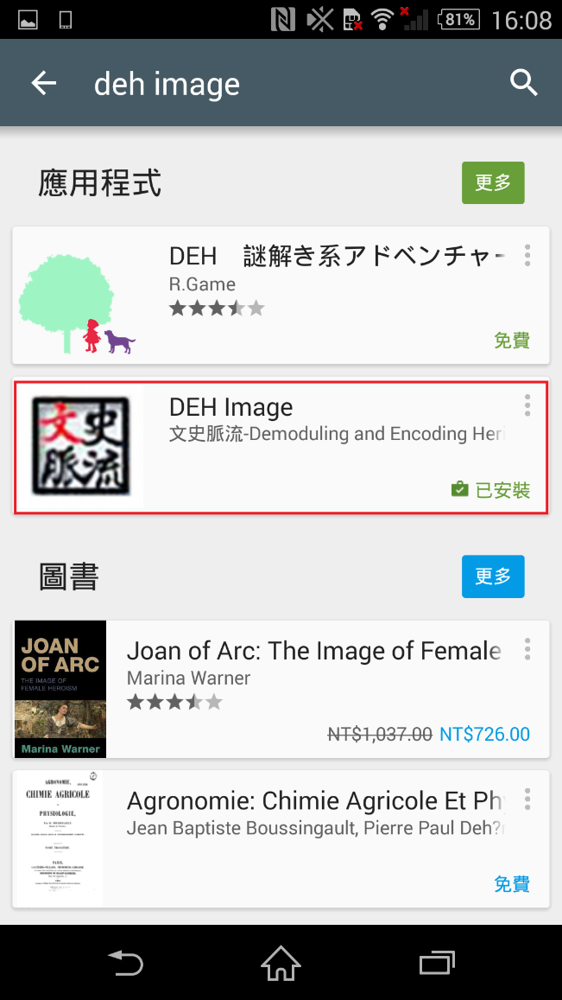 81% 16:08
deh image
應用程式 更多
DEH 謎解き系アドベンチャー
R.Game
免費
文史
脈流
DEH Image
文史脈流-Demoduling and Encoding Heri
已安裝
圖書 更多
JOAN
OF ARC
THE IMAGE OF
FEMALE HEROISM
Marina Warner
Joan of Arc: The Image of Female
Marina Warner
NT$1,037.00 NT$726.00
AGRONOMIE,
CHIMIE AGRICOLE
ET
PHYSIOLOGIE,
PARIS,
Agronomie: Chimie Agricole Et Ph
Jean Baptiste Boussingault, Pierre Paul Deh?r
免費